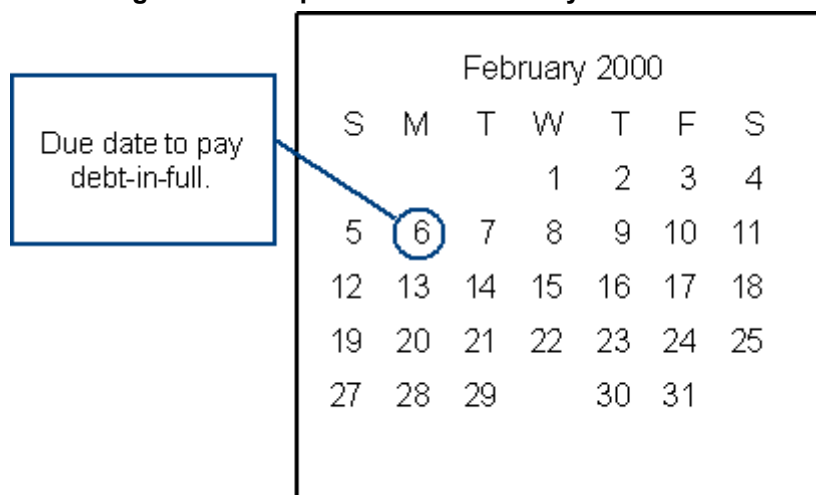 Due date to pay
debt-in-full.
February 2000
S M T W T F S
1 2 3 4
5 6 7 8 9 10 11
12 13 14 15 16 17 18
19 20 21 22 23 24 25
27 28 29 30 31